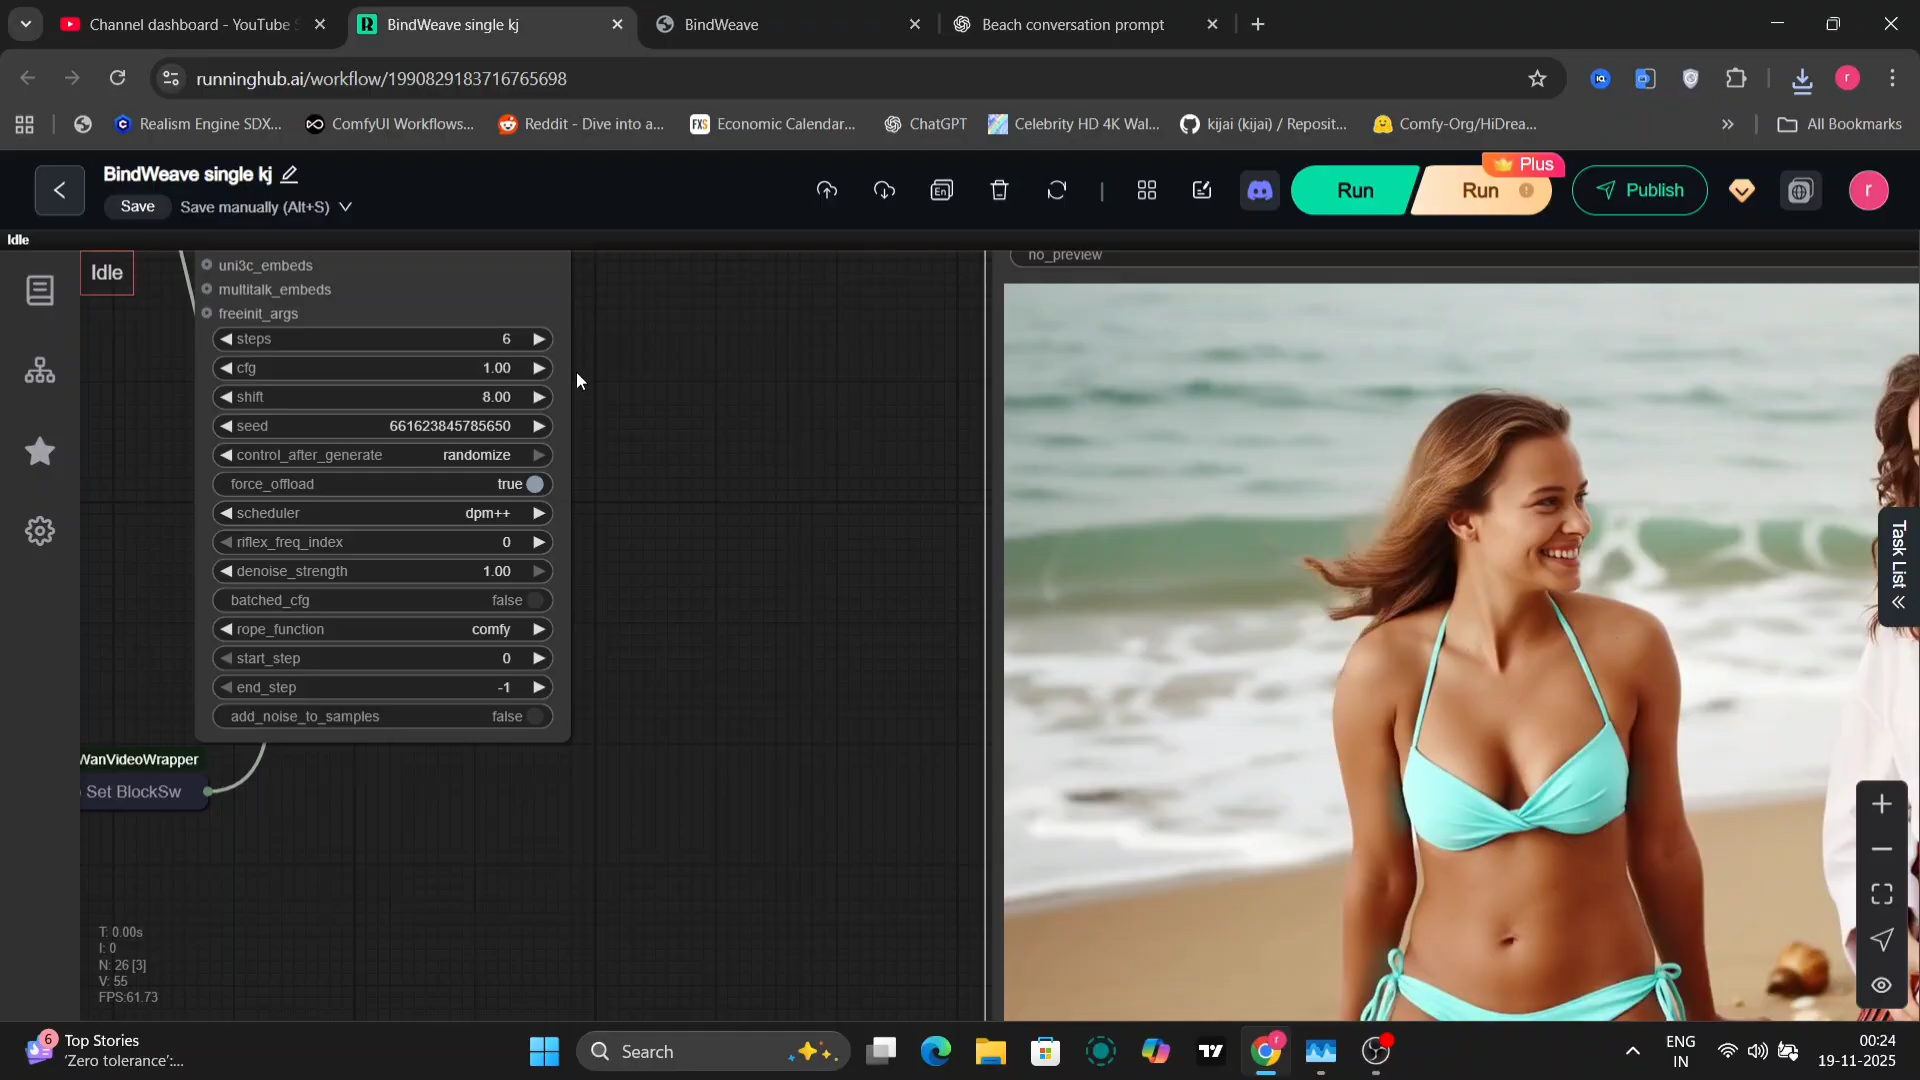 Channel dashboard - YouTube S
BindWeave single kj
BindWeave
Beach conversation prompt
runninghub.ai/workflow/1990829183716765698
Realism Engine SDX...
ComfyUI Workflows...
Reddit - Dive into a...
Economic Calendar...
ChatGPT
Celebrity HD 4K Wal...
kijai (kijai) / Reposit...
Comfy-Org/HiDrea...
All Bookmarks
BindWeave single kj
Save
Save manually (Alt+S)
Run
Run
Plus
Publish
r
Idle
Idle
uni3c_embeds
multitalk_embeds
freeinit_args
steps 6
cfg 1.00
shift 8.00
seed 661623845785650
control_after_generate randomize
force_offload true
scheduler dpm++
riflex_freq_index 0
denoise_strength 1.00
batched_cfg false
rope_function comfy
start_step 0
end_step -1
add_noise_to_samples false
WanVideoWrapper
Set BlockSw
no_preview
Task List
T: 0.00s
I: 0
N: 26 [3]
V: 55
FPS:61.73
6
Top Stories
'Zero tolerance':...
Search
ENG
IN
00:24
19-11-2025